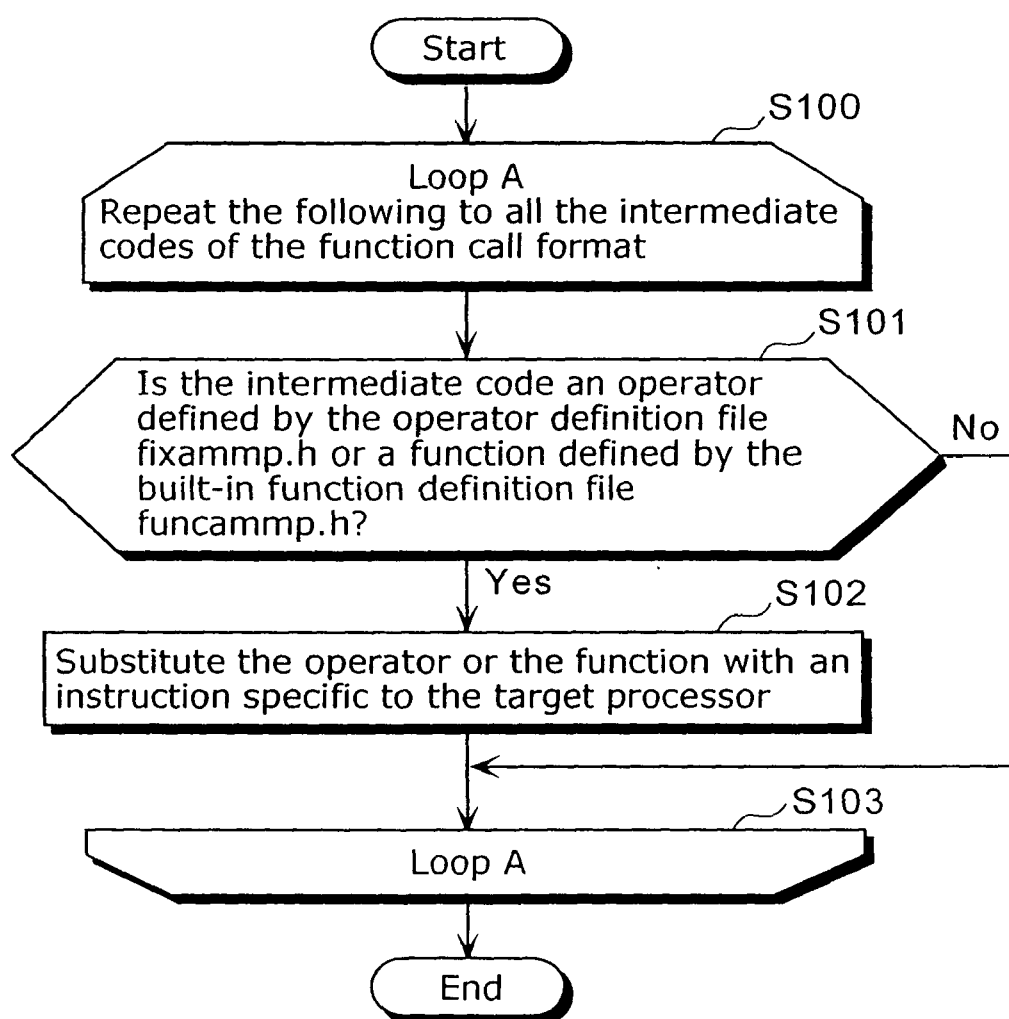 Start
S100
Loop A
Repeat the following to all the intermediate
codes of the function call format
S101
Is the intermediate code an operator
defined by the operator definition file
fixammp.h or a function defined by the
built-in function definition file
funcammp.h?
No
Yes
S102
Substitute the operator or the function with an
instruction specific to the target processor
S103
Loop A
End